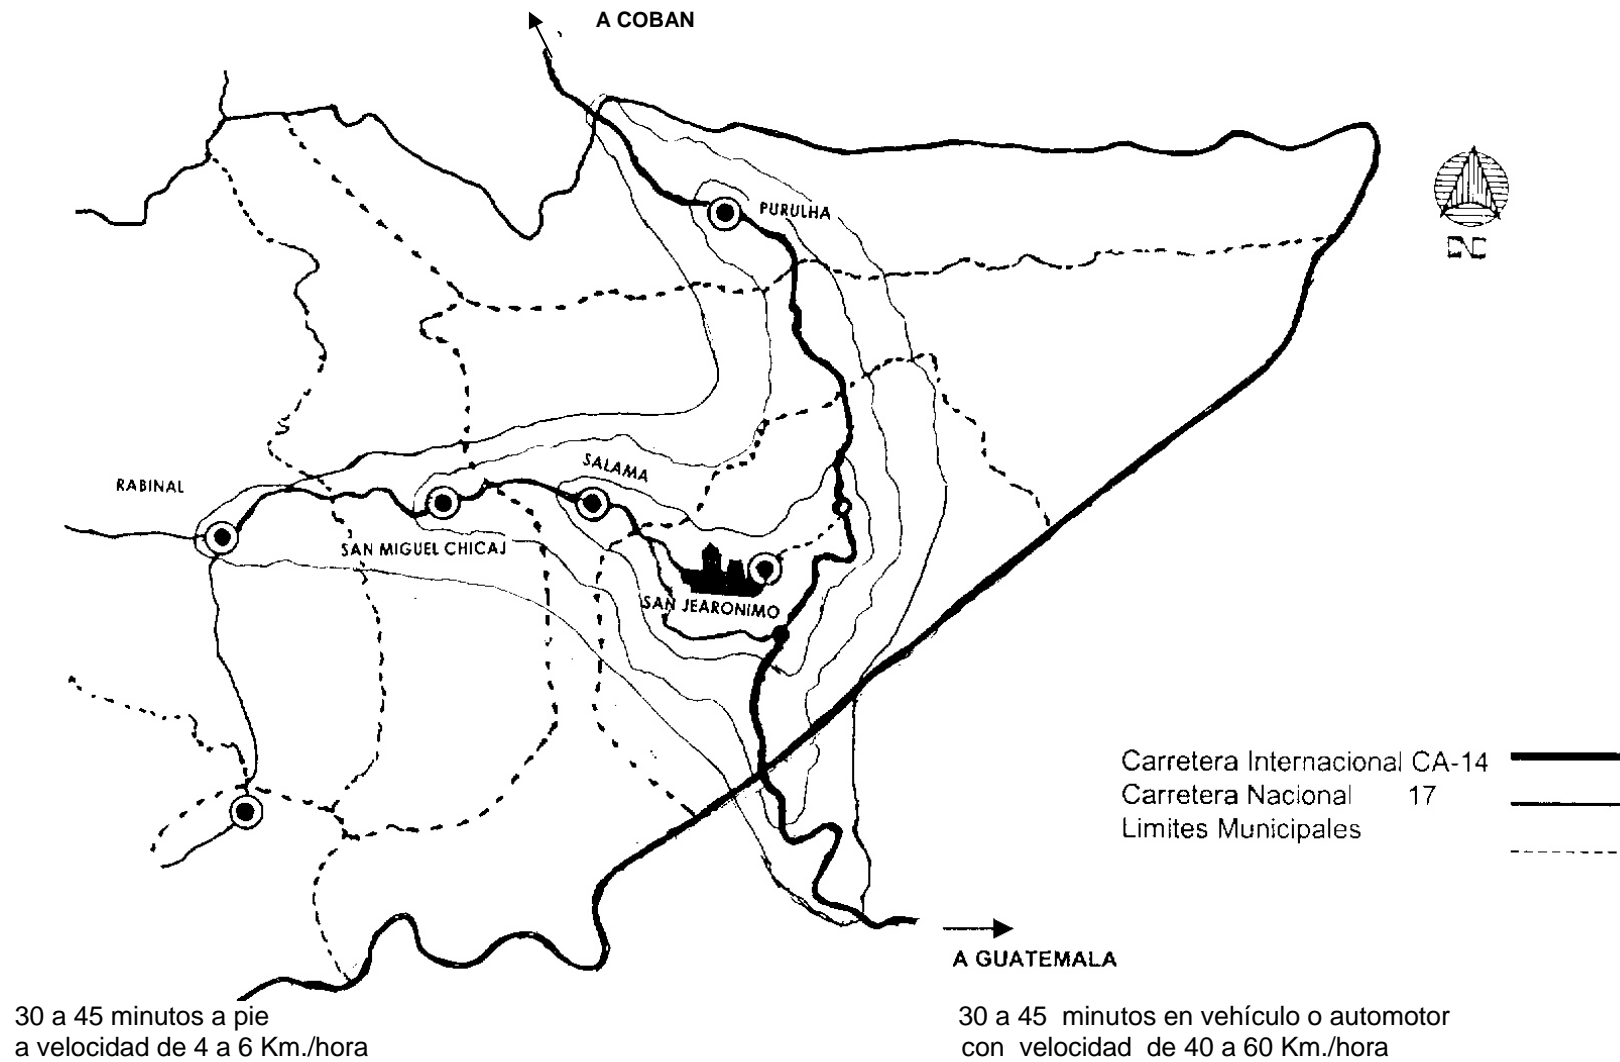 A COBAN
PURULHA
RABINAL
SALAMA
SAN MIGUEL CHICAJ
SAN JEARONIMO
Carretera Internacional CA-14
Carretera Nacional 17
Limites Municipales
A GUATEMALA
30 a 45 minutos a pie
a velocidad de 4 a 6 Km./hora
30 a 45 minutos en vehículo o automotor
con velocidad de 40 a 60 Km./hora